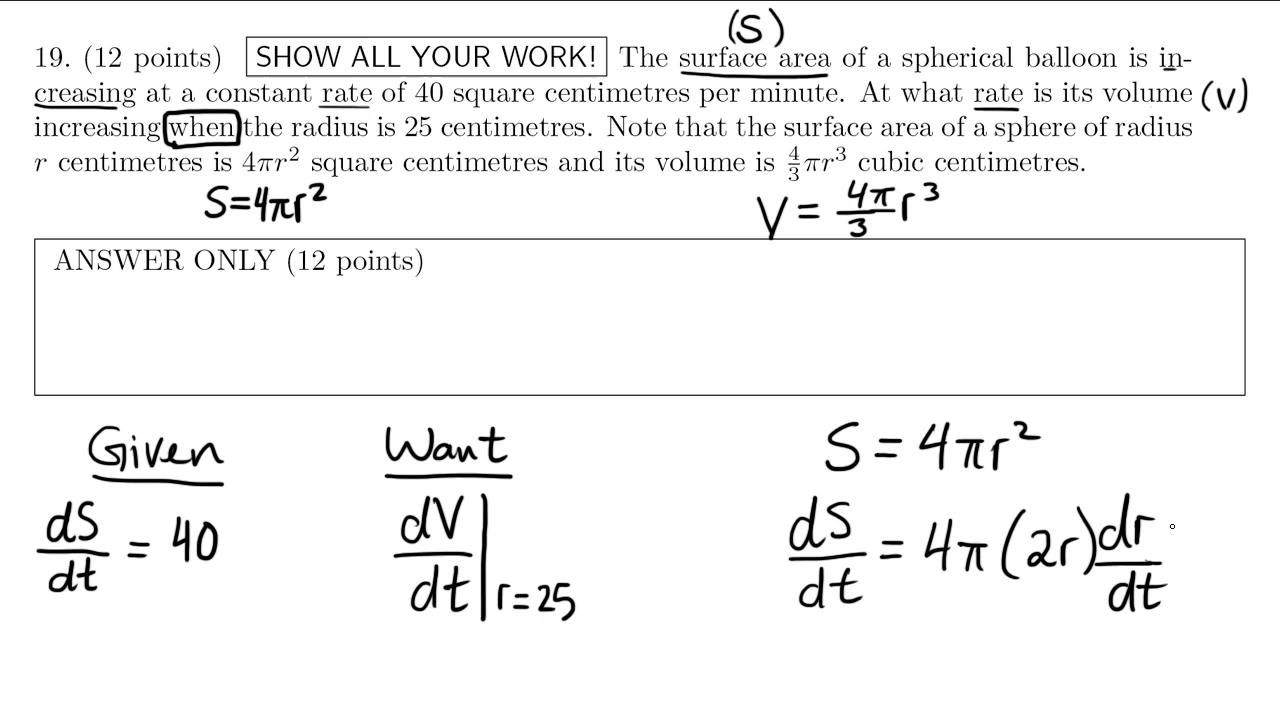 (S)
19. (12 points) SHOW ALL YOUR WORK! The surface area of a spherical balloon is in-
creasing at a constant rate of 40 square centimetres per minute. At what rate is its volume (V)
increasing when the radius is 25 centimetres. Note that the surface area of a sphere of radius
r centimetres is 4πr² square centimetres and its volume is 4/3 πr³ cubic centimetres.
S=4πr² V = 4π/3 r³
ANSWER ONLY (12 points)
Given Want S = 4πr²
dS/dt = 40 dV/dt | r=25 dS/dt = 4π(2r) dr/dt